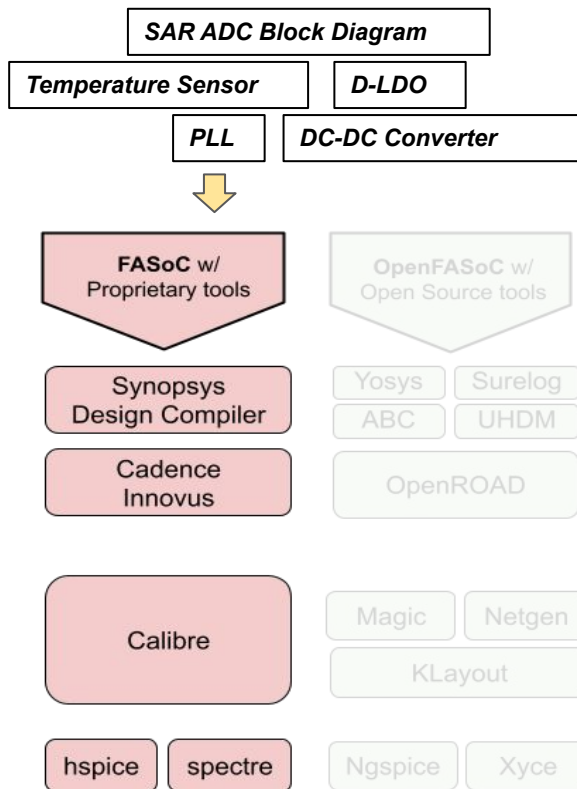 SAR ADC Block Diagram
Temperature Sensor
D-LDO
PLL
DC-DC Converter
FASoC w/
Proprietary tools
OpenFASoC w/
Open Source tools
Synopsys
Design Compiler
Yosys
Surelog
ABC
UHDM
Cadence
Innovus
OpenROAD
Calibre
Magic
Netgen
KLayout
hspice
spectre
Ngspice
Xyce